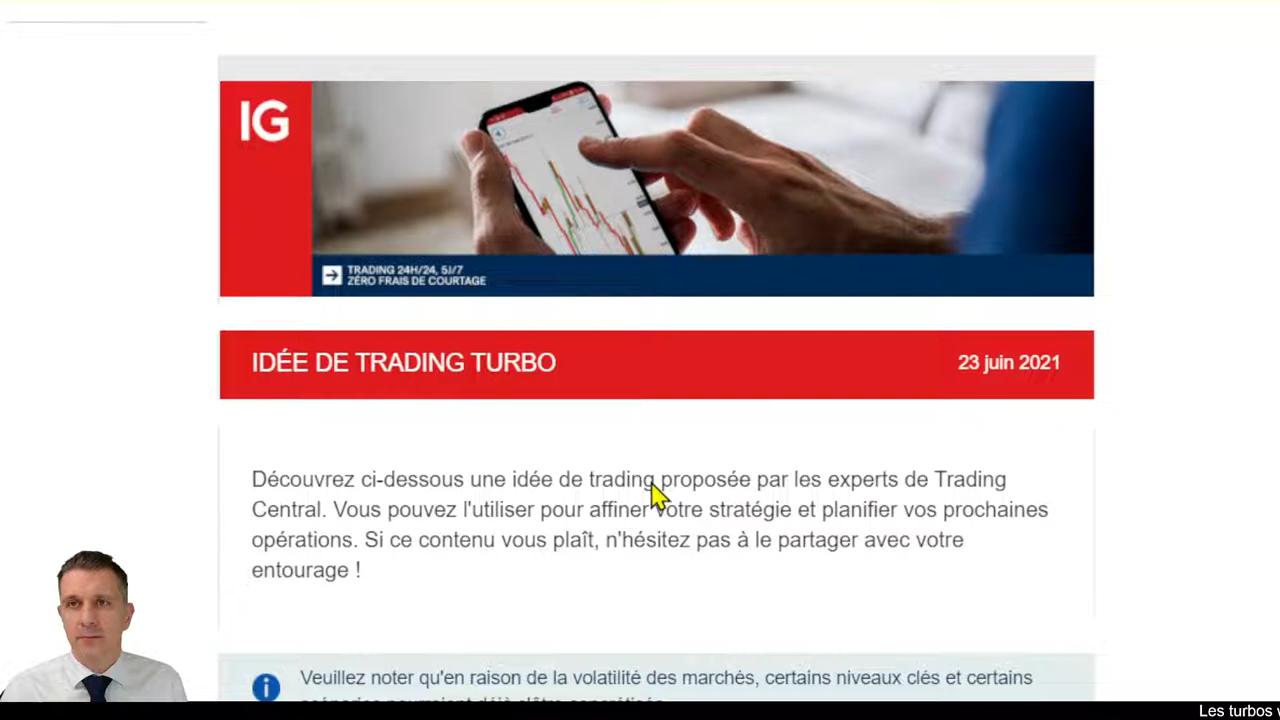 IG
TRADING 24H/24, 5J/7
ZÉRO FRAIS DE COURTAGE
IDÉE DE TRADING TURBO
23 juin 2021
Découvrez ci-dessous une idée de trading proposée par les experts de Trading
Central. Vous pouvez l'utiliser pour affiner votre stratégie et planifier vos prochaines
opérations. Si ce contenu vous plaît, n'hésitez pas à le partager avec votre
entourage !
Veuillez noter qu'en raison de la volatilité des marchés, certains niveaux clés et certains
Les turbos